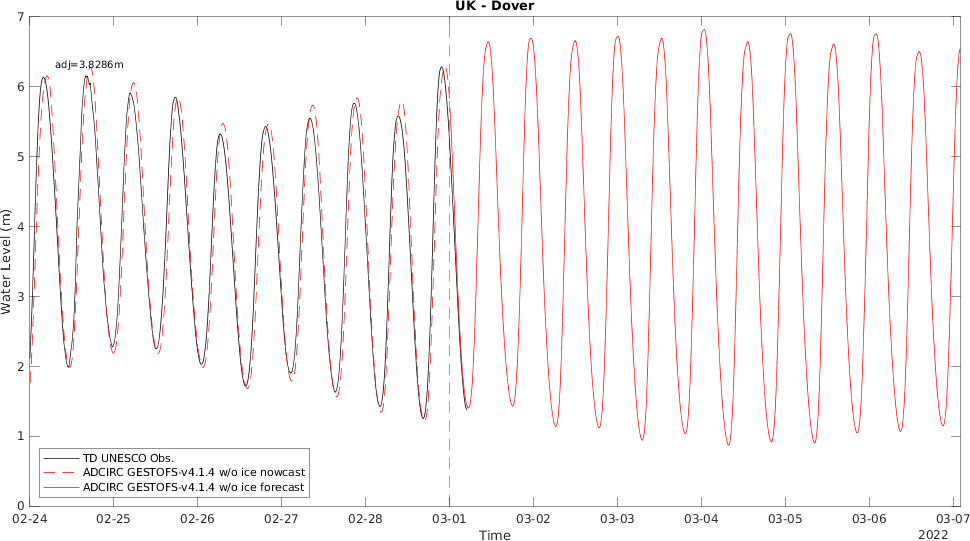 UK - Dover
7
adj=3.8286m
6
5
4
3
2
1
0
Water Level (m)
TD UNESCO Obs.
ADCIRC GESTOFS-v4.1.4 w/o ice nowcast
ADCIRC GESTOFS-v4.1.4 w/o ice forecast
02-24 02-25 02-26 02-27 02-28 03-01 03-02 03-03 03-04 03-05 03-06 03-07
Time
2022